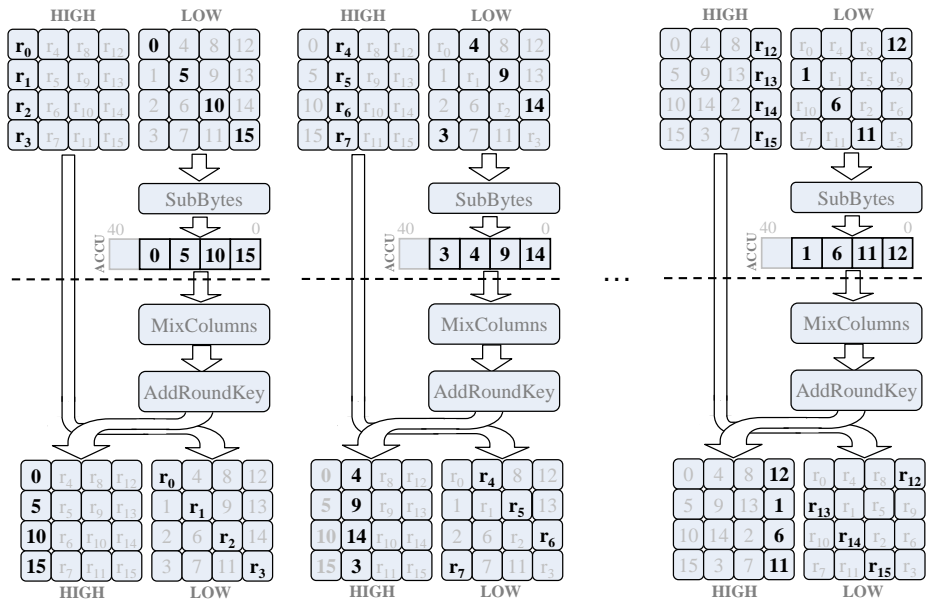 HIGH LOW
r0 r4 r8 r12 0 4 8 12
r1 r5 r9 r13 1 5 9 13
r2 r6 r10 r14 2 6 10 14
r3 r7 r11 r15 3 7 11 15
SubBytes
40 0
ACCU 0 5 10 15
MixColumns
AddRoundKey
0 r4 r8 r12 r0 4 8 12
5 r5 r9 r13 1 r1 9 13
10 r6 r10 r14 2 6 r2 14
15 r7 r11 r15 3 7 11 r3
HIGH LOW
HIGH LOW
0 r4 r8 r12 r0 4 8 12
5 r5 r9 r13 1 r1 9 13
10 r6 r10 r14 2 6 r2 14
15 r7 r11 r15 3 7 11 r3
SubBytes
40 0
ACCU 3 4 9 14
MixColumns
AddRoundKey
0 4 r8 r12 r0 r4 8 12
5 9 r9 r13 1 r1 r5 13
10 14 r10 r14 2 6 r2 r6
15 3 r11 r15 r7 7 11 r3
HIGH LOW
...
HIGH LOW
0 4 8 r12 r0 r4 r8 12
5 9 13 r13 1 r1 r5 r9
10 14 2 r14 r10 6 r2 r6
15 3 7 r15 r7 r11 11 r3
SubBytes
40 0
ACCU 1 6 11 12
MixColumns
AddRoundKey
0 4 8 12 r0 r4 r8 r12
5 9 13 1 r13 r1 r5 r9
10 14 2 6 r10 r14 r2 r6
15 3 7 11 r7 r11 r15 r3
HIGH LOW